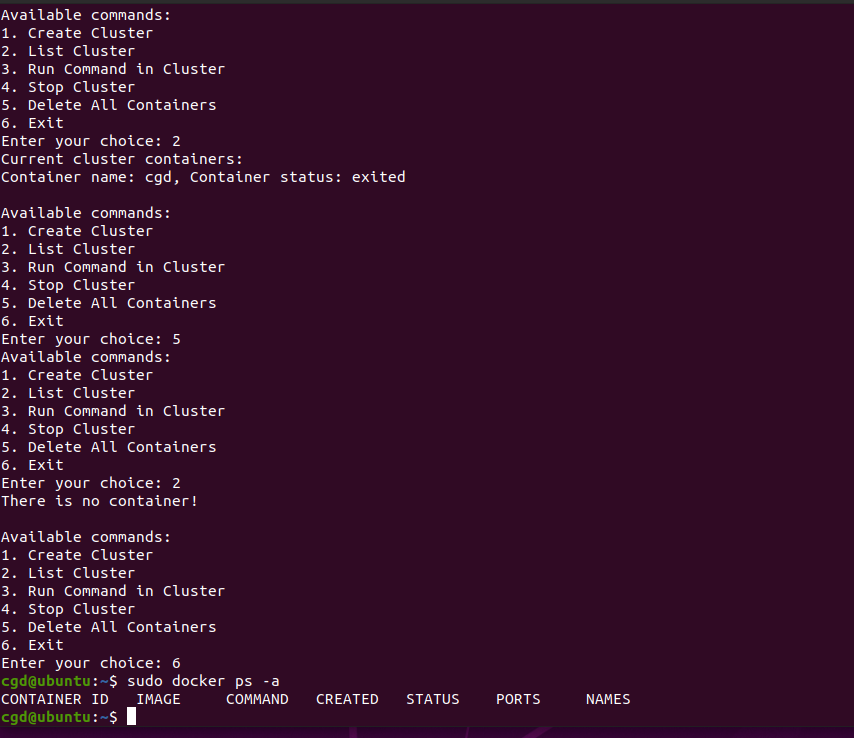 Available commands:
1. Create Cluster
2. List Cluster
3. Run Command in Cluster
4. Stop Cluster
5. Delete All Containers
6. Exit
Enter your choice: 2
Current cluster containers:
Container name: cgd, Container status: exited
Available commands:
1. Create Cluster
2. List Cluster
3. Run Command in Cluster
4. Stop Cluster
5. Delete All Containers
6. Exit
Enter your choice: 5
Available commands:
1. Create Cluster
2. List Cluster
3. Run Command in Cluster
4. Stop Cluster
5. Delete All Containers
6. Exit
Enter your choice: 2
There is no container!
Available commands:
1. Create Cluster
2. List Cluster
3. Run Command in Cluster
4. Stop Cluster
5. Delete All Containers
6. Exit
Enter your choice: 6
cgd@ubuntu:~$ sudo docker ps -a
CONTAINER ID   IMAGE     COMMAND   CREATED   STATUS    PORTS     NAMES
cgd@ubuntu:~$